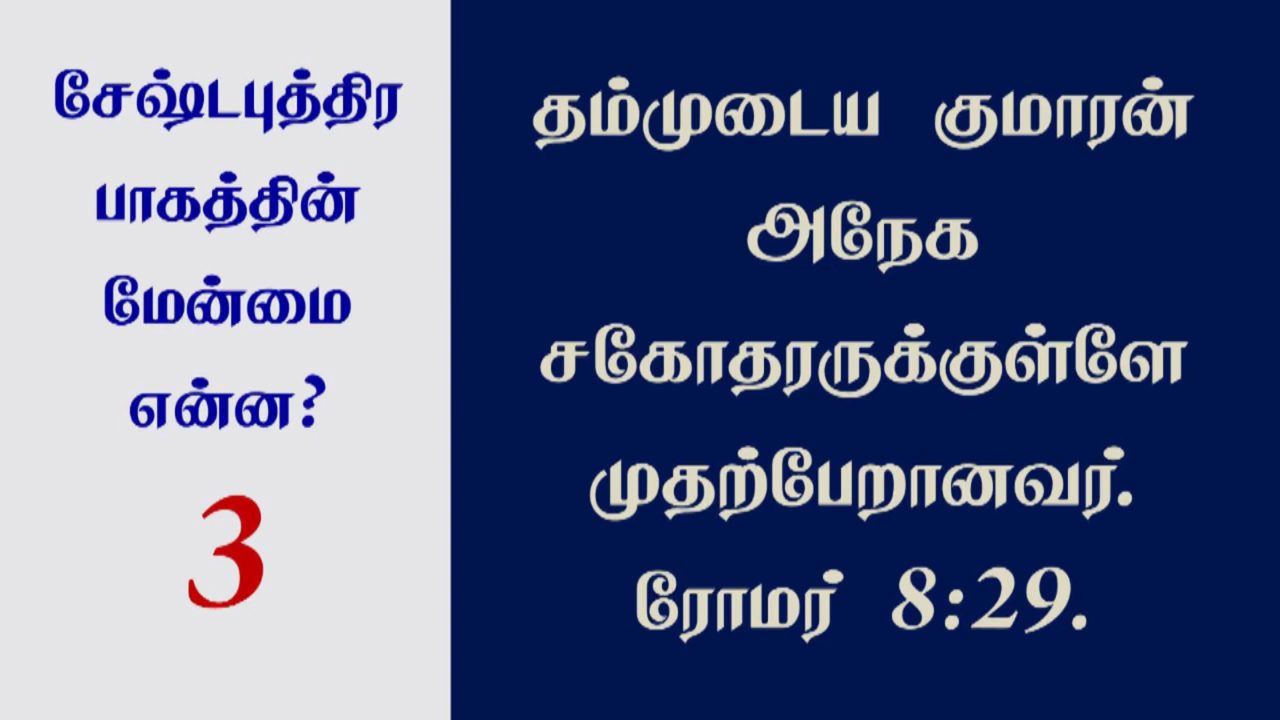 சேஷ்டபுத்திர
பாகத்தின்
மேன்மை
என்ன?
3
தம்முடைய குமாரன்
அநேக
சகோதரருக்குள்ளே
முதற்பேறானவர்.
ரோமர் 8:29.